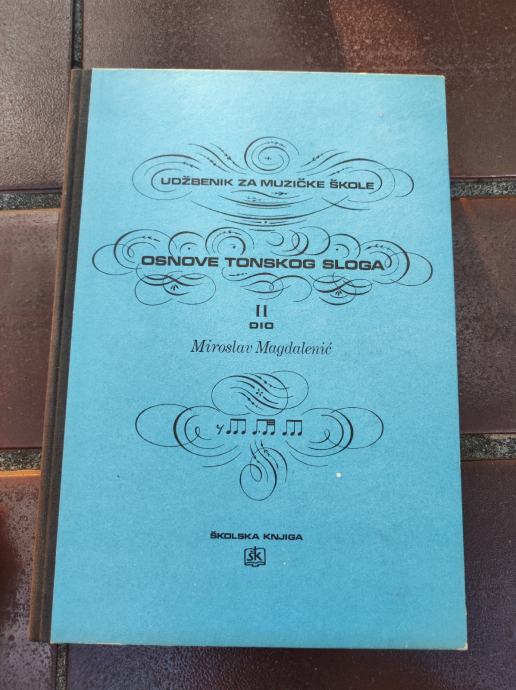 UDŽBENIK ZA MUZIČKE ŠKOLE
OSNOVE TONSKOG SLOGA
II
DIO
Miroslav Magdalenić
ŠKOLSKA KNJIGA
ŠK